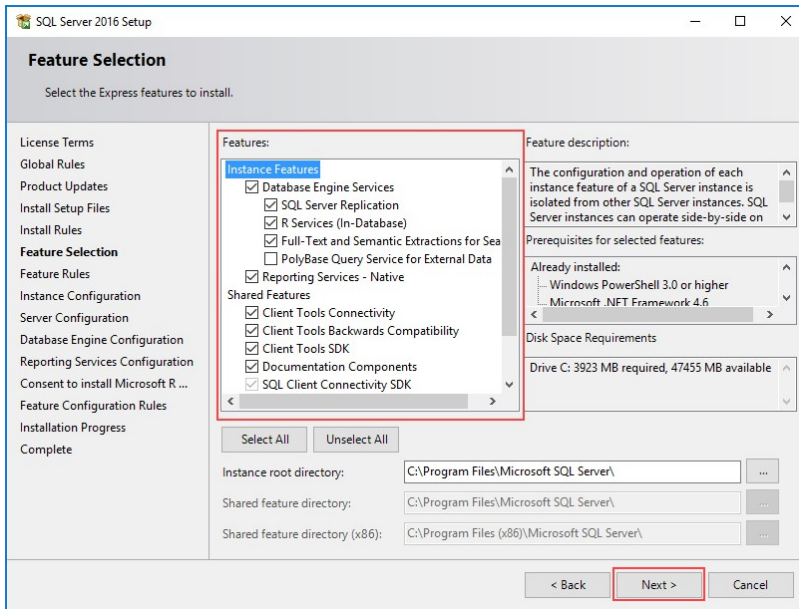 SQL Server 2016 Setup
Feature Selection
Select the Express features to install.
License Terms
Global Rules
Product Updates
Install Setup Files
Install Rules
Feature Selection
Feature Rules
Instance Configuration
Server Configuration
Database Engine Configuration
Reporting Services Configuration
Consent to install Microsoft R ...
Feature Configuration Rules
Installation Progress
Complete
Features:
Instance Features
Database Engine Services
SQL Server Replication
R Services (In-Database)
Full-Text and Semantic Extractions for Sea
PolyBase Query Service for External Data
Reporting Services - Native
Shared Features
Client Tools Connectivity
Client Tools Backwards Compatibility
Client Tools SDK
Documentation Components
SQL Client Connectivity SDK
Feature description:
The configuration and operation of each
instance feature of a SQL Server instance is
isolated from other SQL Server instances. SQL
Server instances can operate side-by-side on
Prerequisites for selected features:
Already installed:
Windows PowerShell 3.0 or higher
Microsoft .NET Framework 4.6
Disk Space Requirements
Drive C: 3923 MB required, 47455 MB available
Select All
Unselect All
Instance root directory:
C:\Program Files\Microsoft SQL Server\
...
Shared feature directory:
C:\Program Files\Microsoft SQL Server\
...
Shared feature directory (x86):
C:\Program Files (x86)\Microsoft SQL Server\
...
< Back
Next >
Cancel